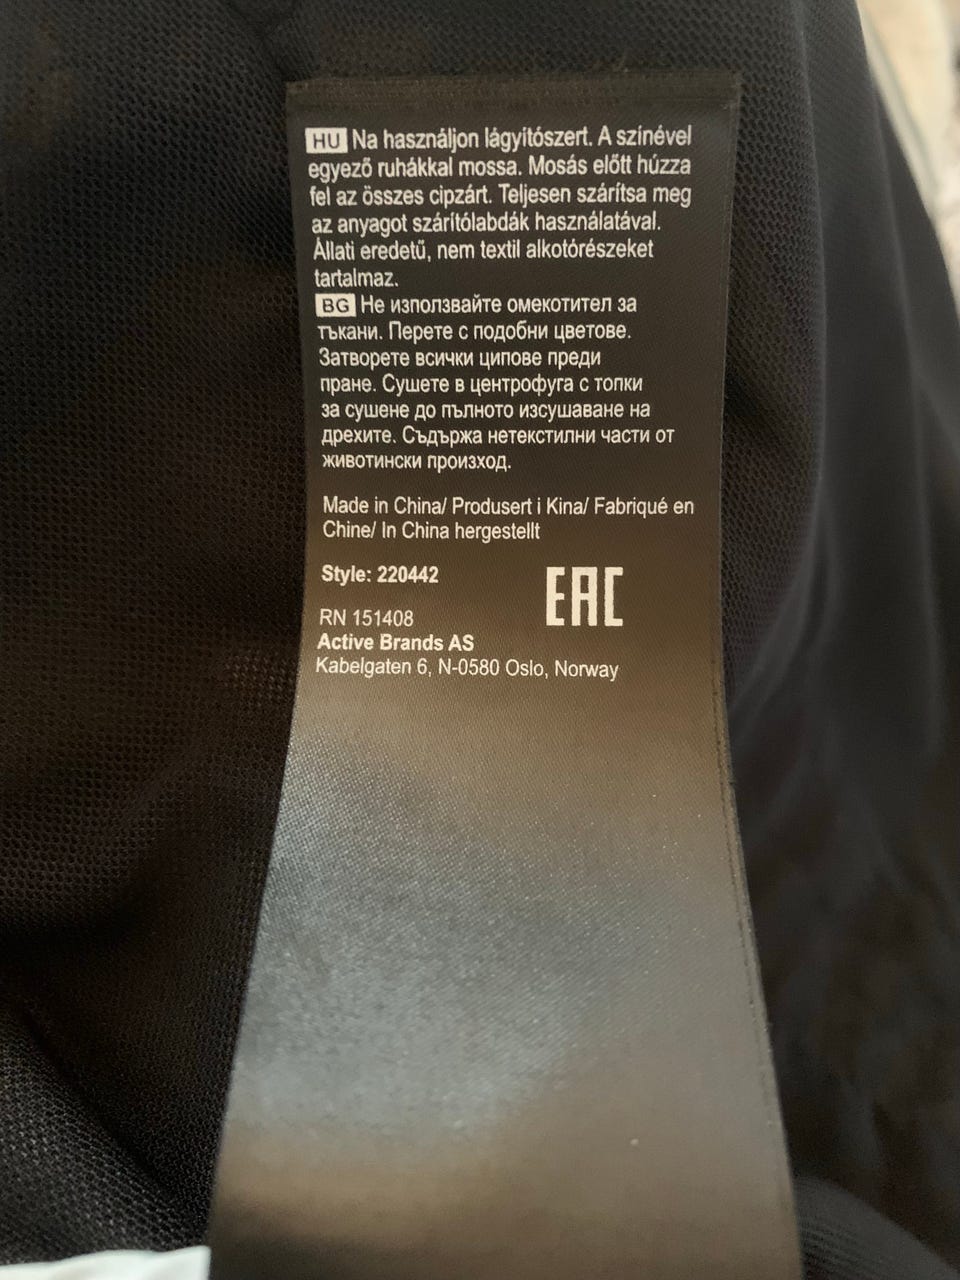 HU Na használjon lágyítószert. A színével
egyező ruhákkal mossa. Mosás előtt húzza
fel az összes cipzárt. Teljesen szárítsa meg
az anyagot szárítólabdák használatával.
Állati eredetű, nem textil alkotórészeket
tartalmaz.
BG Не използвайте омекотител за
тъкани. Перете с подобни цветове.
Затворете всички ципове преди
пране. Сушете в центрофуга с топки
за сушене до пълното изсушаване на
дрехите. Съдържа нетекстилни части от
животински произход.
Made in China/ Produsert i Kina/ Fabriqué en
Chine/ In China hergestellt
Style: 220442
EAC
RN 151408
Active Brands AS
Kabelgaten 6, N-0580 Oslo, Norway